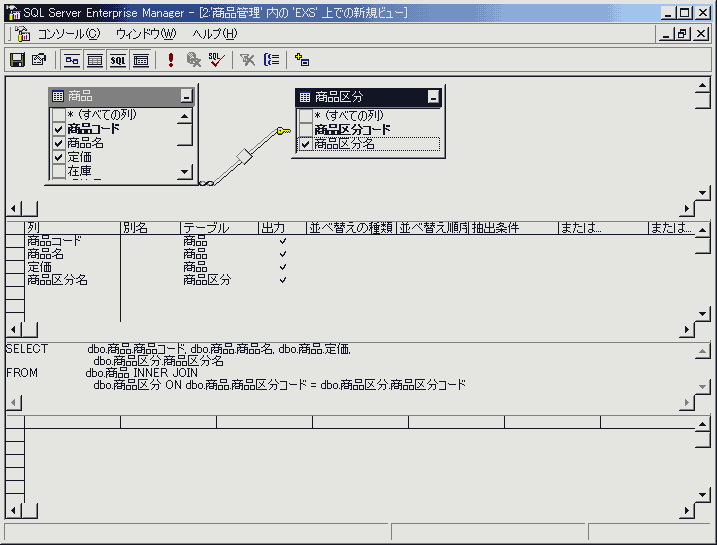 SQL Server Enterprise Manager - [2:'商品管理' 内の 'EXS' 上での新規ビュー]
コンソール(C) ウィンドウ(W) ヘルプ(H)
SQL SQL
商品
* (すべての列)
商品コード
商品名
定価
在庫
商品区分
* (すべての列)
商品区分コード
商品区分名
列 別名 テーブル 出力 並べ替えの種類 並べ替え順序 抽出条件 または... または...
商品コード 商品
商品名 商品
定価 商品
商品区分名 商品区分
SELECT dbo.商品.商品コード, dbo.商品.商品名, dbo.商品.定価,
dbo.商品区分.商品区分名
FROM dbo.商品 INNER JOIN
dbo.商品区分 ON dbo.商品.商品区分コード = dbo.商品区分.商品区分コード